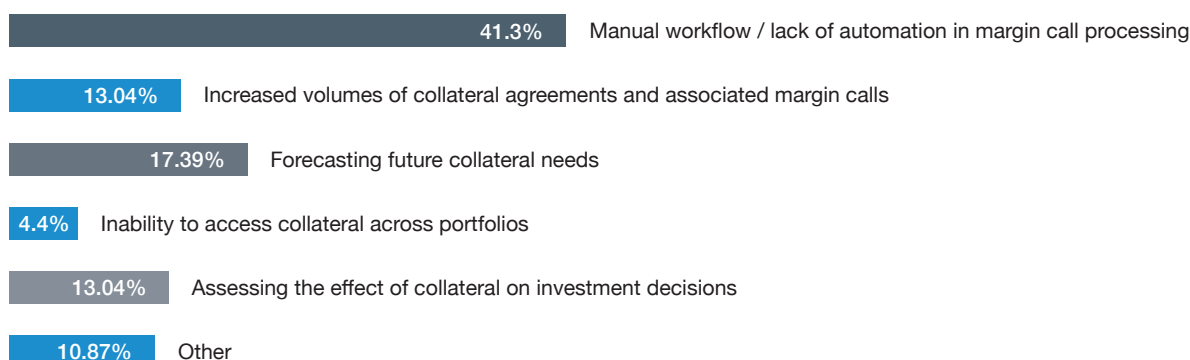 41.3% Manual workflow / lack of automation in margin call processing
13.04% Increased volumes of collateral agreements and associated margin calls
17.39% Forecasting future collateral needs
4.4% Inability to access collateral across portfolios
13.04% Assessing the effect of collateral on investment decisions
10.87% Other